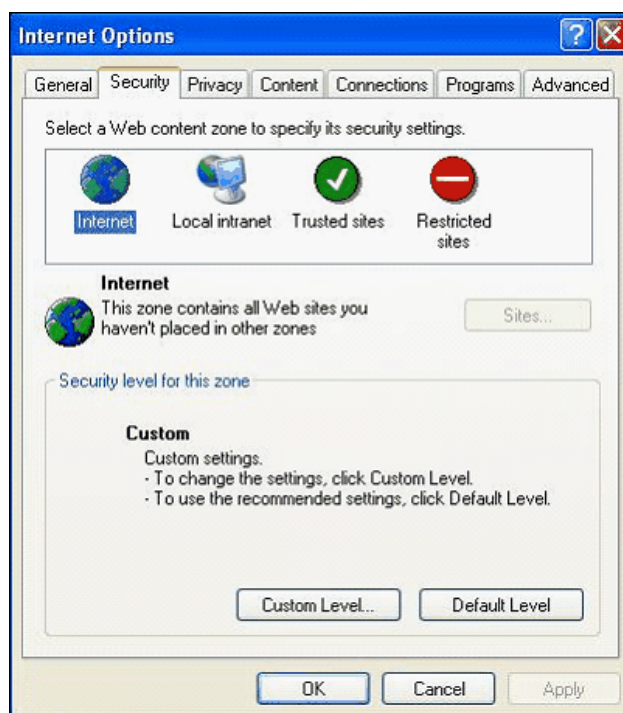 Internet Options
General Security Privacy Content Connections Programs Advanced
Select a Web content zone to specify its security settings.
Internet Local intranet Trusted sites Restricted
sites
Internet
This zone contains all Web sites you
haven't placed in other zones
Sites...
Security level for this zone
Custom
Custom settings.
- To change the settings, click Custom Level.
- To use the recommended settings, click Default Level.
Custom Level... Default Level
OK Cancel Apply